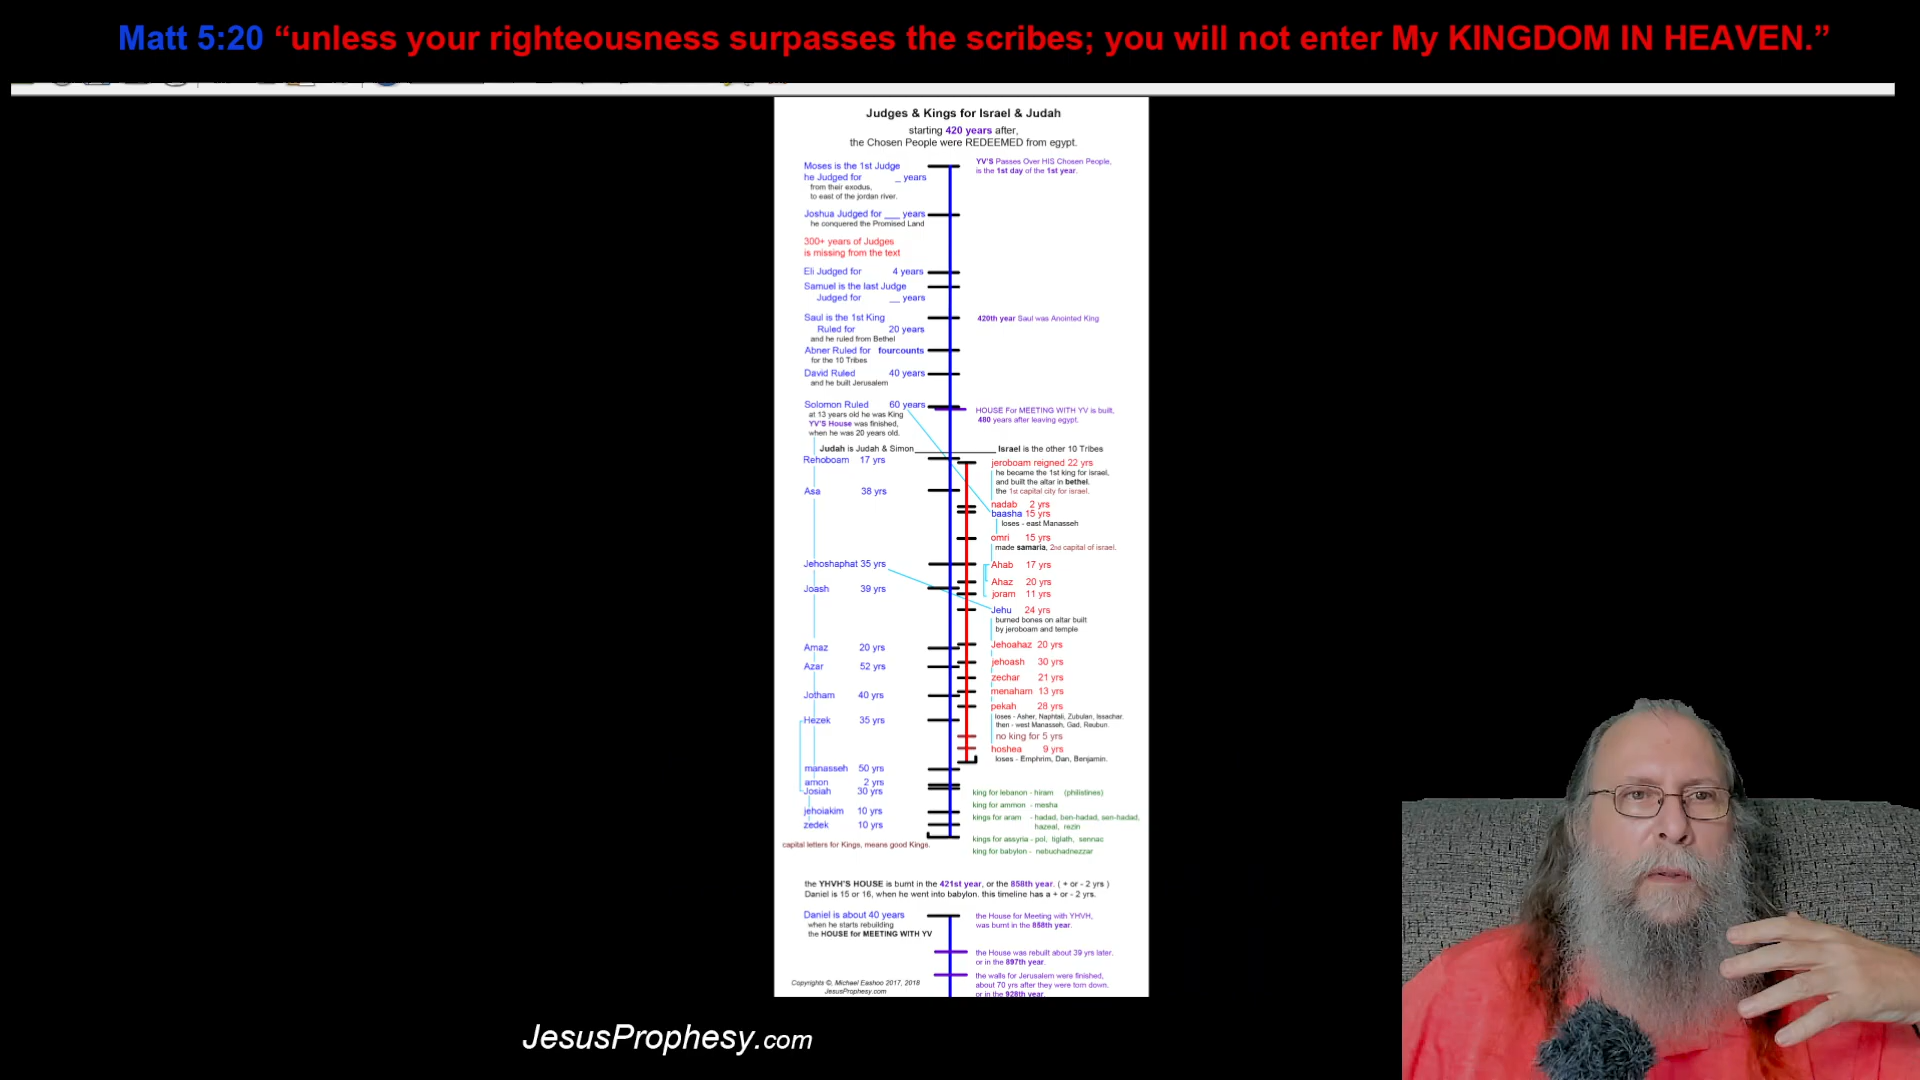 Matt 5:20 “unless your righteousness surpasses the scribes; you will not enter My KINGDOM IN HEAVEN.”
Judges & Kings for Israel & Judah
starting 420 years after,
the Chosen People were REDEEMED from egypt.
Moses is the 1st Judge
he Judged for _ years
from their exodus,
to east of the jordan river.
YV'S Passes Over HIS Chosen People,
is the 1st day of the 1st year.
Joshua Judged for ___ years
he conquered the Promised Land
300+ years of Judges
is missing from the text
Eli Judged for 4 years
Samuel is the last Judge
Judged for __ years
Saul is the 1st King
Ruled for 20 years
and he ruled from Bethel
420th year Saul was Anointed King
Abner Ruled for fourcounts
for the 10 Tribes
David Ruled 40 years
and he built Jerusalem
Solomon Ruled 60 years
at 13 years old he was King
YV'S House was finished,
when he was 20 years old.
HOUSE For MEETING WITH YV is built,
480 years after leaving egypt.
Judah is Judah & Simon
Israel is the other 10 Tribes
Rehoboam 17 yrs
Asa 38 yrs
Jehoshaphat 35 yrs
Joash 39 yrs
Amaz 20 yrs
Azar 52 yrs
Jotham 40 yrs
Hezek 35 yrs
manasseh 50 yrs
amon 2 yrs
Josiah 30 yrs
jehoiakim 10 yrs
zedek 10 yrs
capital letters for Kings, means good Kings.
jeroboam reigned 22 yrs
he became the 1st king for israel,
and built the altar in bethel.
the 1st capital city for israel.
nadab 2 yrs
baasha 15 yrs
loses - east Manasseh
omri 15 yrs
made samaria, 2nd capital of israel.
Ahab 17 yrs
Ahaz 20 yrs
joram 11 yrs
Jehu 24 yrs
burned bones on altar built
by jeroboam and temple
Jehoahaz 20 yrs
jehoash 30 yrs
zechar 21 yrs
menaham 13 yrs
pekah 28 yrs
loses - Asher, Naphtali, Zubulan, Issachar.
then - west Manasseh, Gad, Reubun.
no king for 5 yrs
hoshea 9 yrs
loses - Emphrim, Dan, Benjamin.
king for lebanon - hiram (philistines)
king for ammon - mesha
kings for aram - hadad, ben-hadad, sen-hadad,
hazeal, rezin
kings for assyria - pol, tiglath, sennac
king for babylon - nebuchadnezzar
the YHVH'S HOUSE is burnt in the 421st year, or the 858th year. ( + or - 2 yrs )
Daniel is 15 or 16, when he went into babylon. this timeline has a + or - 2 yrs.
Daniel is about 40 years
when he starts rebuilding
the HOUSE for MEETING WITH YV
the House for Meeting with YHVH,
was burnt in the 858th year.
the House was rebuilt about 39 yrs later.
or in the 897th year.
the walls for Jerusalem were finished,
about 70 yrs after they were torn down.
or in the 928th year.
Copyrights ©, Michael Eashoo 2017, 2018
JesusProphesy.com
JesusProphesy.com